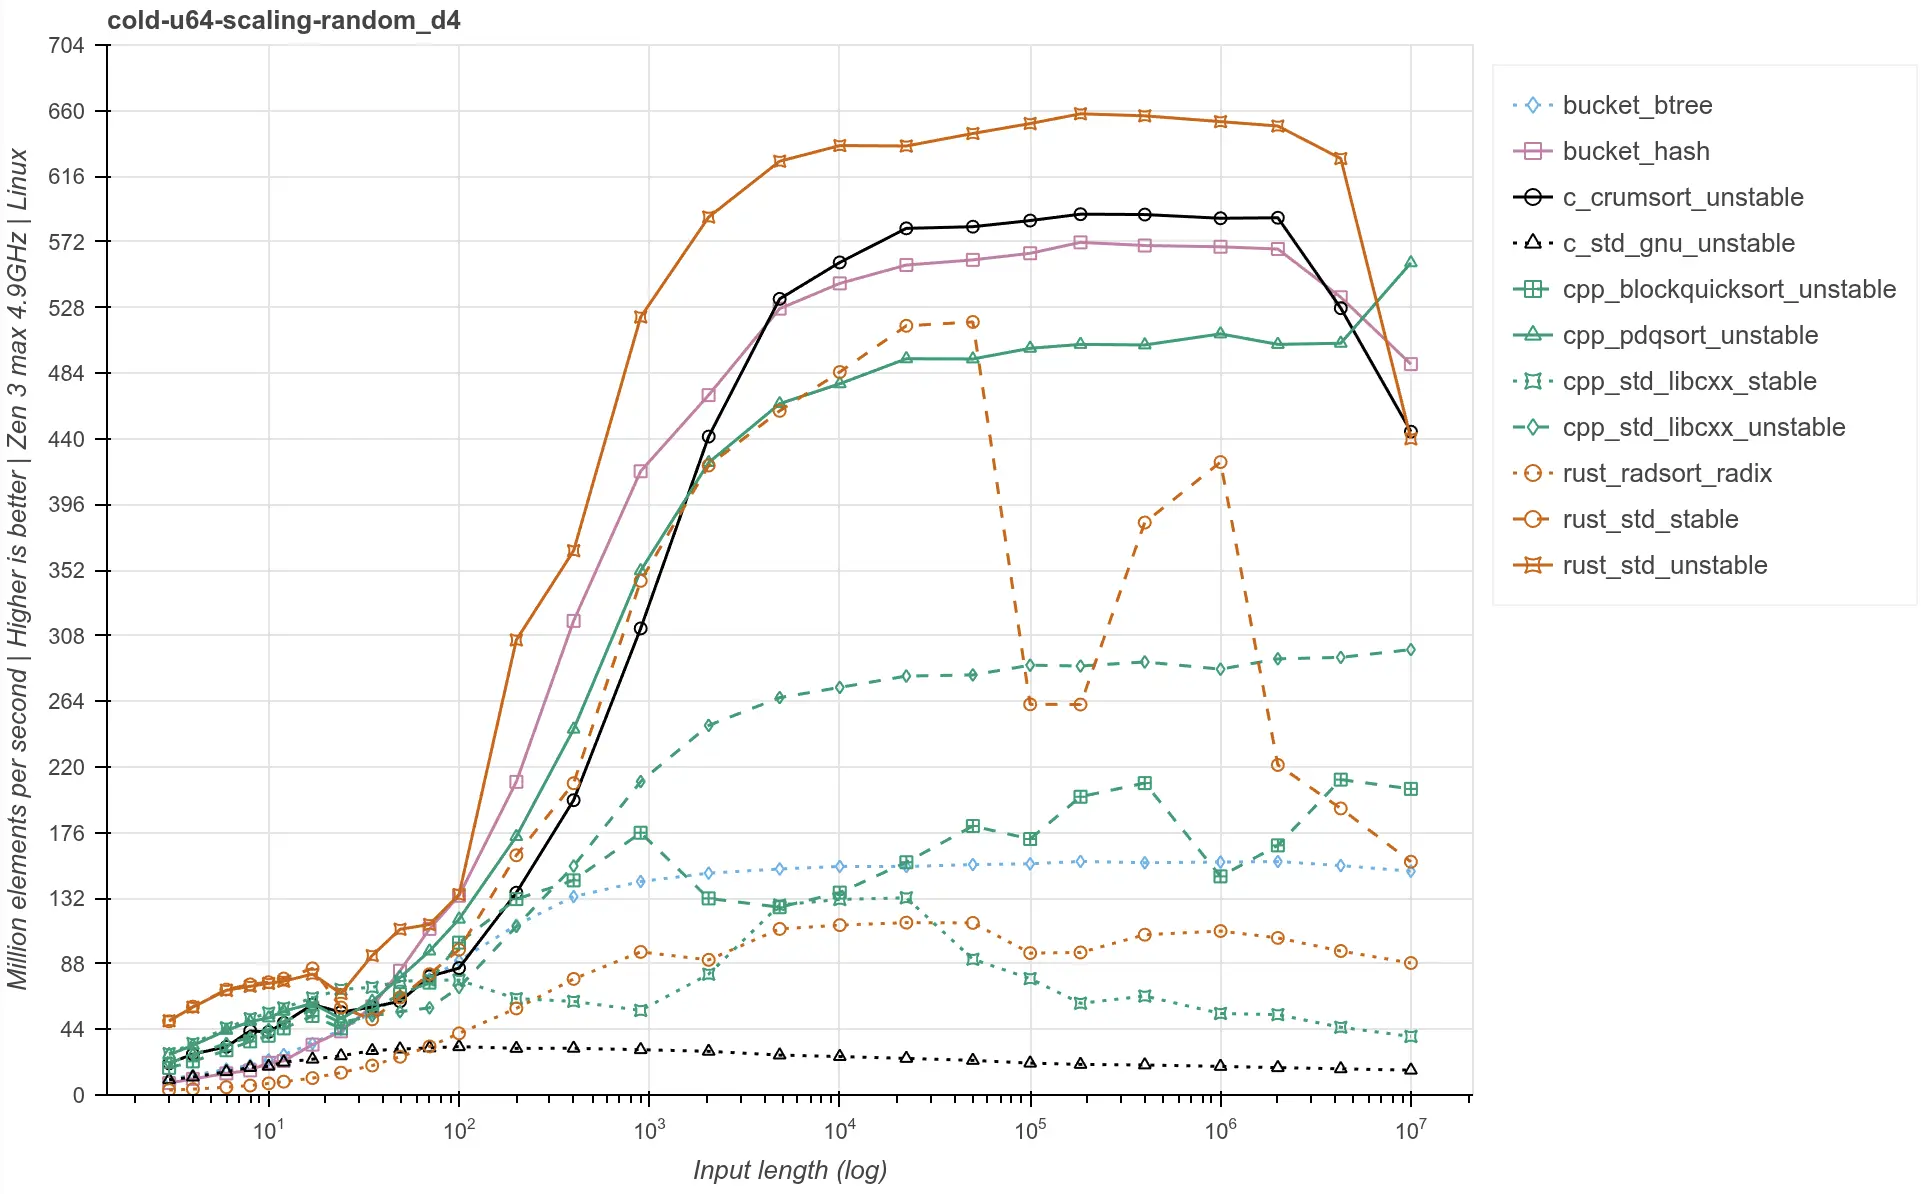 cold-u64-scaling-random_d4
704
660
616
572
528
484
440
396
352
308
264
220
176
132
88
44
0
Million elements per second | Higher is better | Zen 3 max 4.9GHz | Linux
10¹ 10² 10³ 10⁴ 10⁵ 10⁶ 10⁷
Input length (log)
bucket_btree
bucket_hash
c_crumsort_unstable
c_std_gnu_unstable
cpp_blockquicksort_unstable
cpp_pdqsort_unstable
cpp_std_libcxx_stable
cpp_std_libcxx_unstable
rust_radsort_radix
rust_std_stable
rust_std_unstable